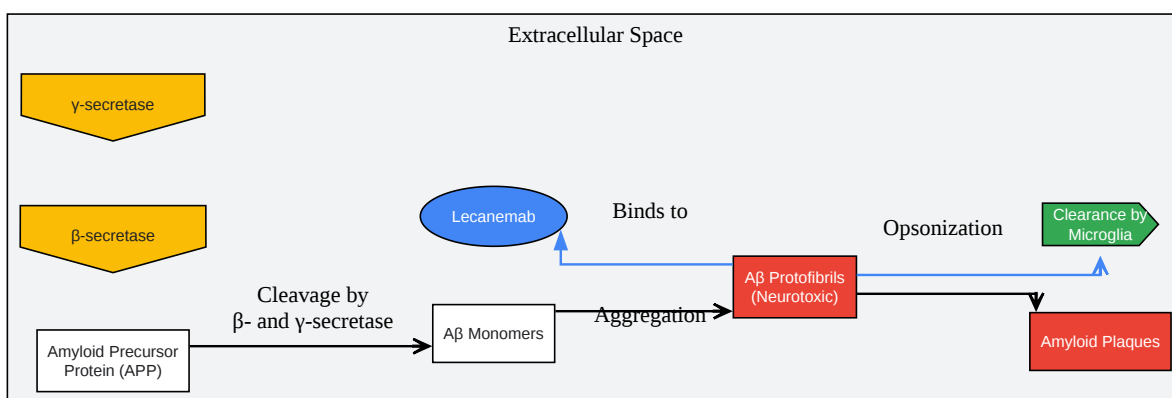 Extracellular Space
γ-secretase
β-secretase
Lecanemab
Binds to
Opsonization
Clearance by
Microglia
Aβ Protofibrils
(Neurotoxic)
Cleavage by
β- and γ-secretase
Aggregation
Aβ Monomers
Amyloid Plaques
Amyloid Precursor
Protein (APP)